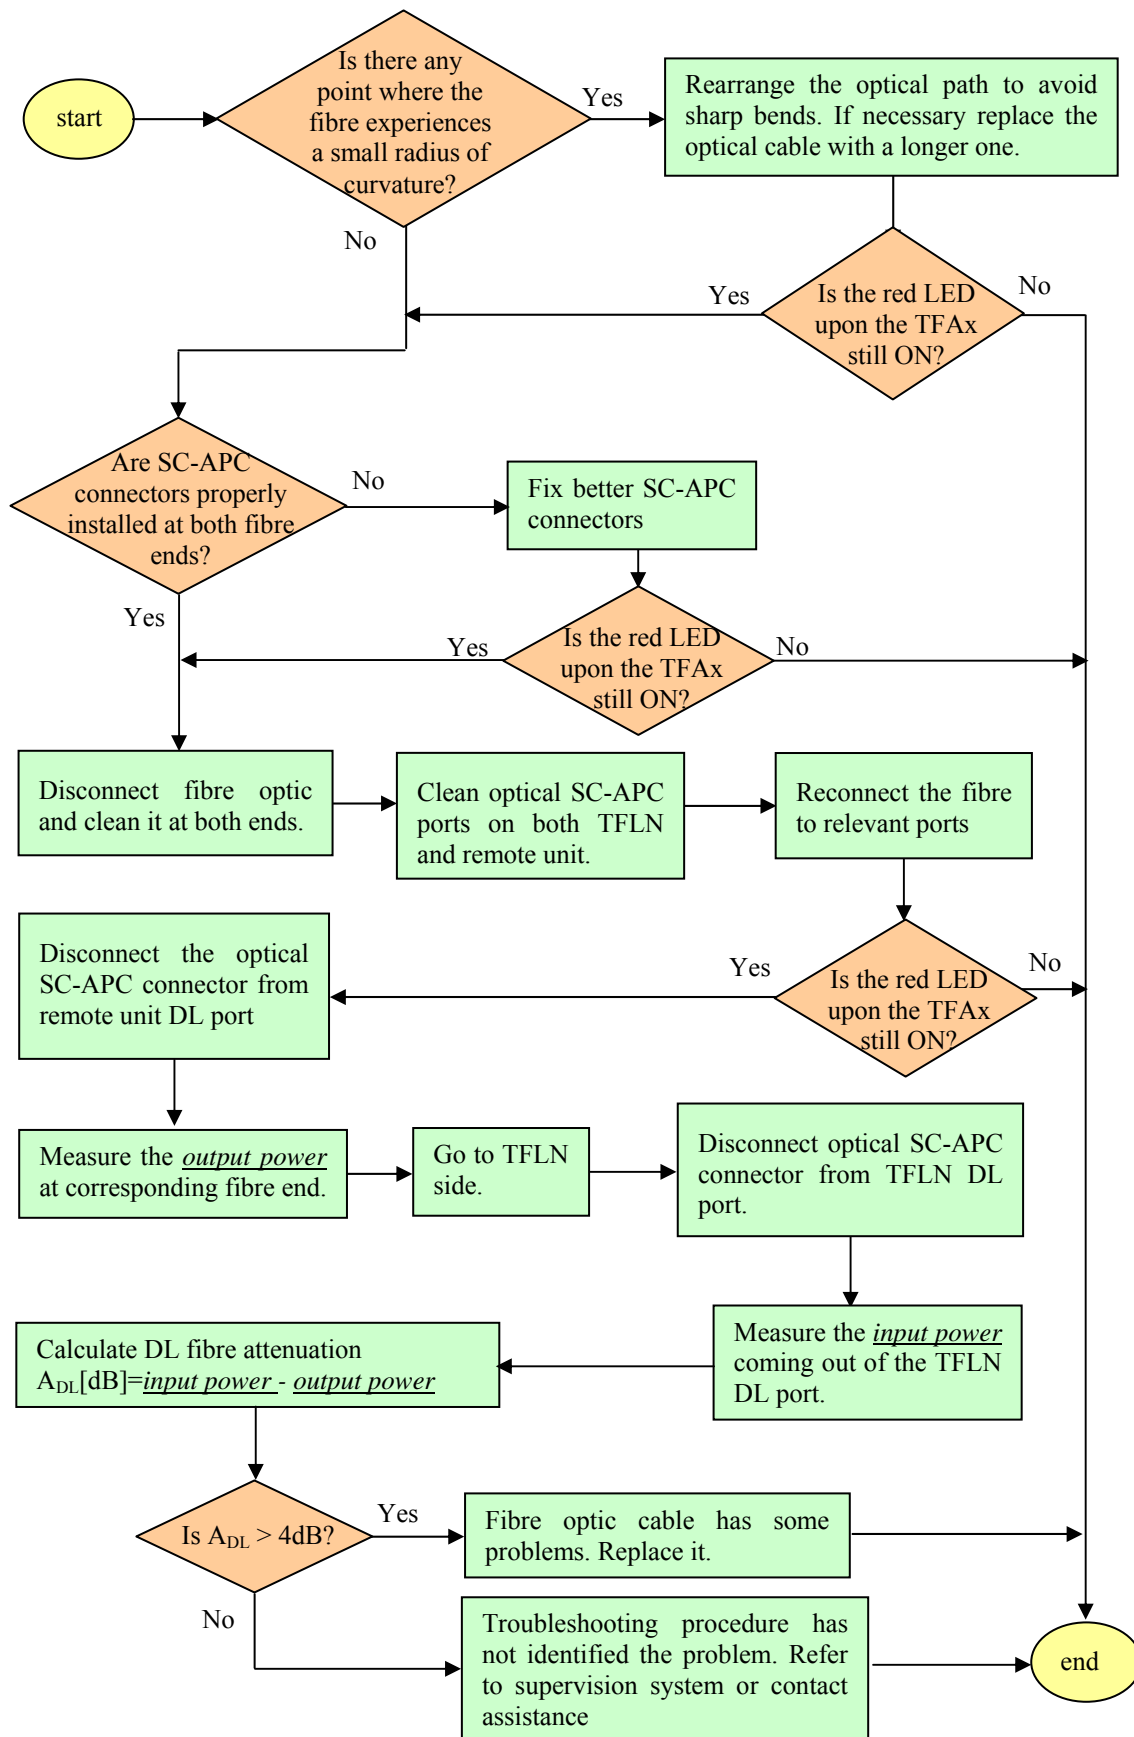 start
Is there any
point where the
fibre experiences
a small radius of
curvature?
Yes
Rearrange the optical path to avoid
sharp bends. If necessary replace the
optical cable with a longer one.
No
Yes
Is the red LED
upon the TFAx
still ON?
No
Are SC-APC
connectors properly
installed at both fibre
ends?
No
Fix better SC-APC
connectors
Yes
Yes
Is the red LED
upon the TFAx
still ON?
No
Disconnect fibre optic
and clean it at both ends.
Clean optical SC-APC
ports on both TFLN
and remote unit.
Reconnect the fibre
to relevant ports
Disconnect the optical
SC-APC connector from
remote unit DL port
Yes
Is the red LED
upon the TFAx
still ON?
No
Measure the output power
at corresponding fibre end.
Go to TFLN
side.
Disconnect optical SC-APC
connector from TFLN DL
port.
Calculate DL fibre attenuation
ADL[dB]=input power - output power
Measure the input power
coming out of the TFLN
DL port.
Is ADL > 4dB?
Yes
Fibre optic cable has some
problems. Replace it.
No
Troubleshooting procedure has
not identified the problem. Refer
to supervision system or contact
assistance
end